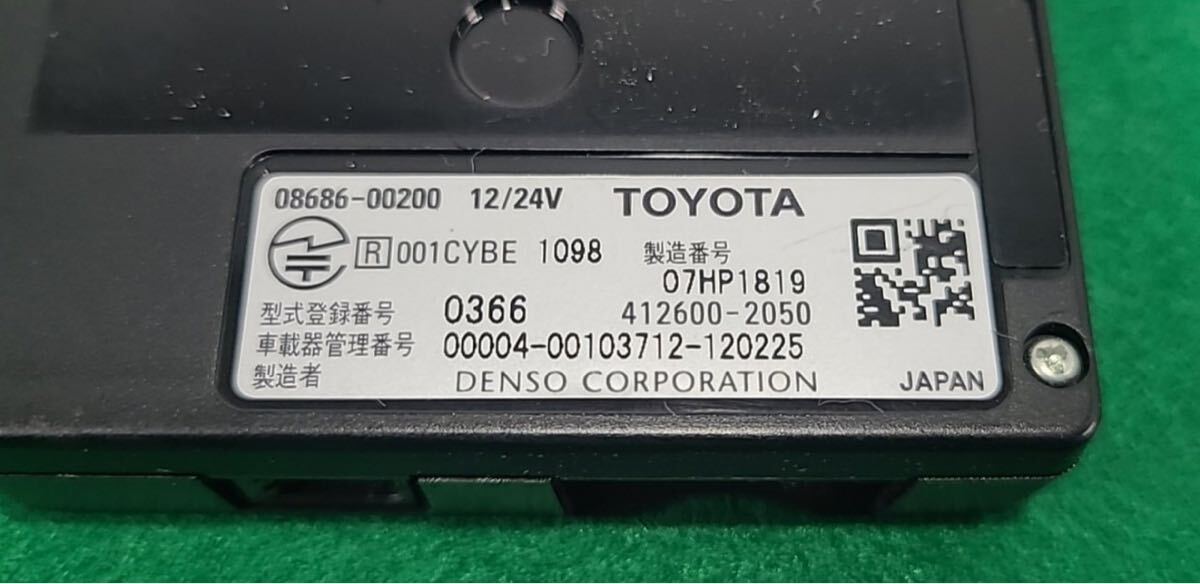 08686-00200 12/24V TOYOTA
R 001CYBE 1098 製造番号
07HP1819
型式登録番号 0366 412600-2050
車載器管理番号 00004-00103712-120225
製造者 DENSO CORPORATION JAPAN